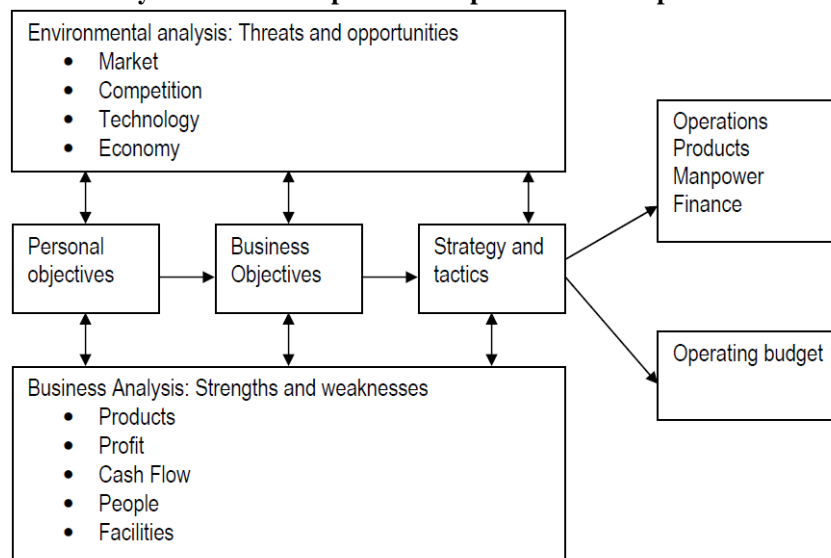 Environmental analysis: Threats and opportunities
• Market
• Competition
• Technology
• Economy
Operations
Products
Manpower
Finance
Personal
objectives
Business
Objectives
Strategy and
tactics
Operating budget
Business Analysis: Strengths and weaknesses
• Products
• Profit
• Cash Flow
• People
• Facilities